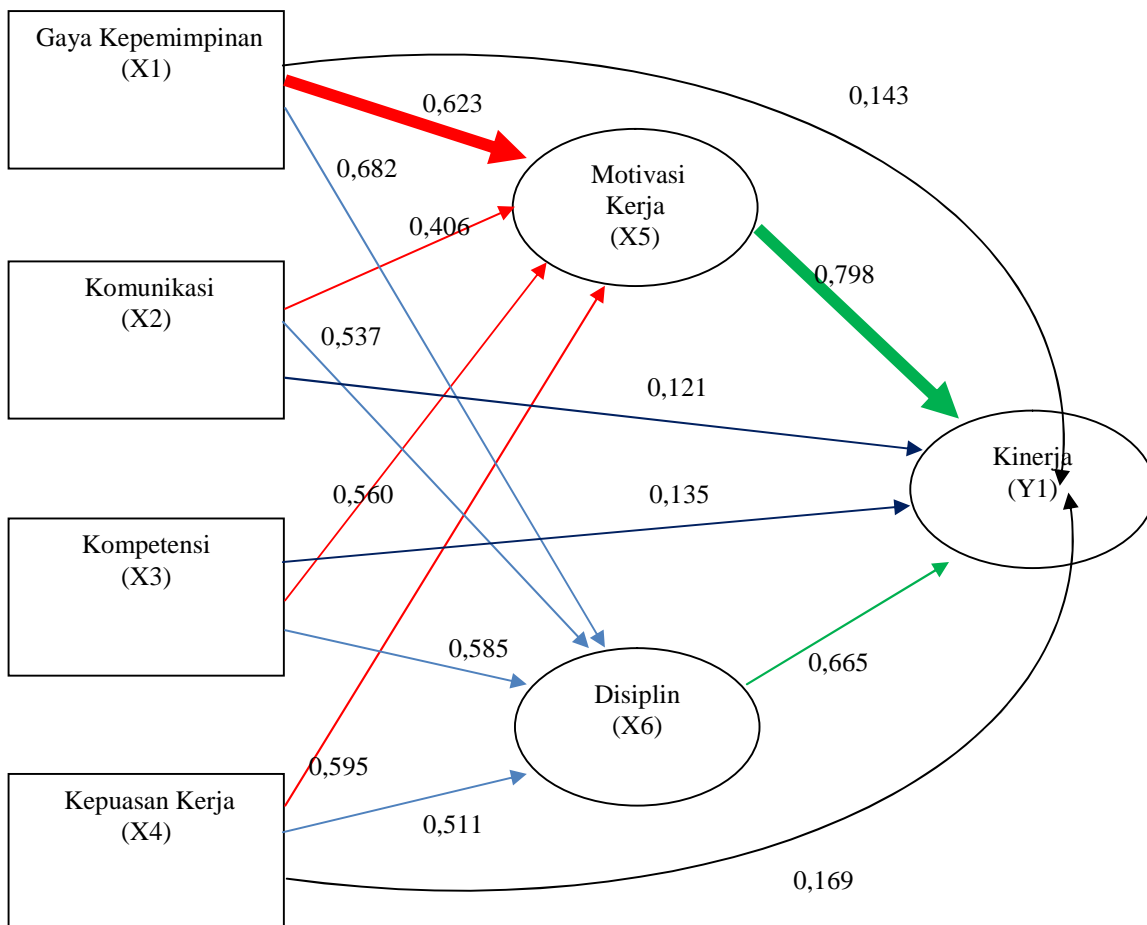 Gaya Kepemimpinan
(X1)
0,143
0,623
0,682
Motivasi
Kerja
(X5)
0,406
Komunikasi
(X2)
0,798
0,537
0,121
Kinerja
(Y1)
0,560
0,135
Kompetensi
(X3)
0,585
0,665
Disiplin
(X6)
0,595
Kepuasan Kerja
(X4)
0,511
0,169